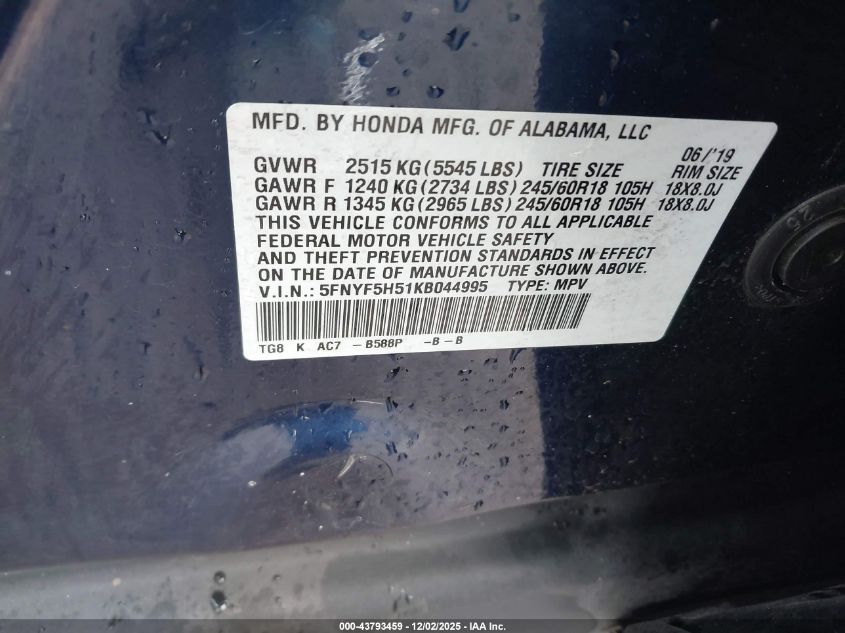 MFD. BY HONDA MFG. OF ALABAMA, LLC
06/'19
GVWR 2515 KG (5545 LBS) TIRE SIZE RIM SIZE
GAWR F 1240 KG (2734 LBS) 245/60R18 105H 18X8.0J
GAWR R 1345 KG (2965 LBS) 245/60R18 105H 18X8.0J
THIS VEHICLE CONFORMS TO ALL APPLICABLE
FEDERAL MOTOR VEHICLE SAFETY
AND THEFT PREVENTION STANDARDS IN EFFECT
ON THE DATE OF MANUFACTURE SHOWN ABOVE.
V.I.N.: 5FNYF5H51KB044995 TYPE: MPV
TG8 K AC7 -B588P -B-B
25
000-43793459 - 12/02/2025 - IAA Inc.